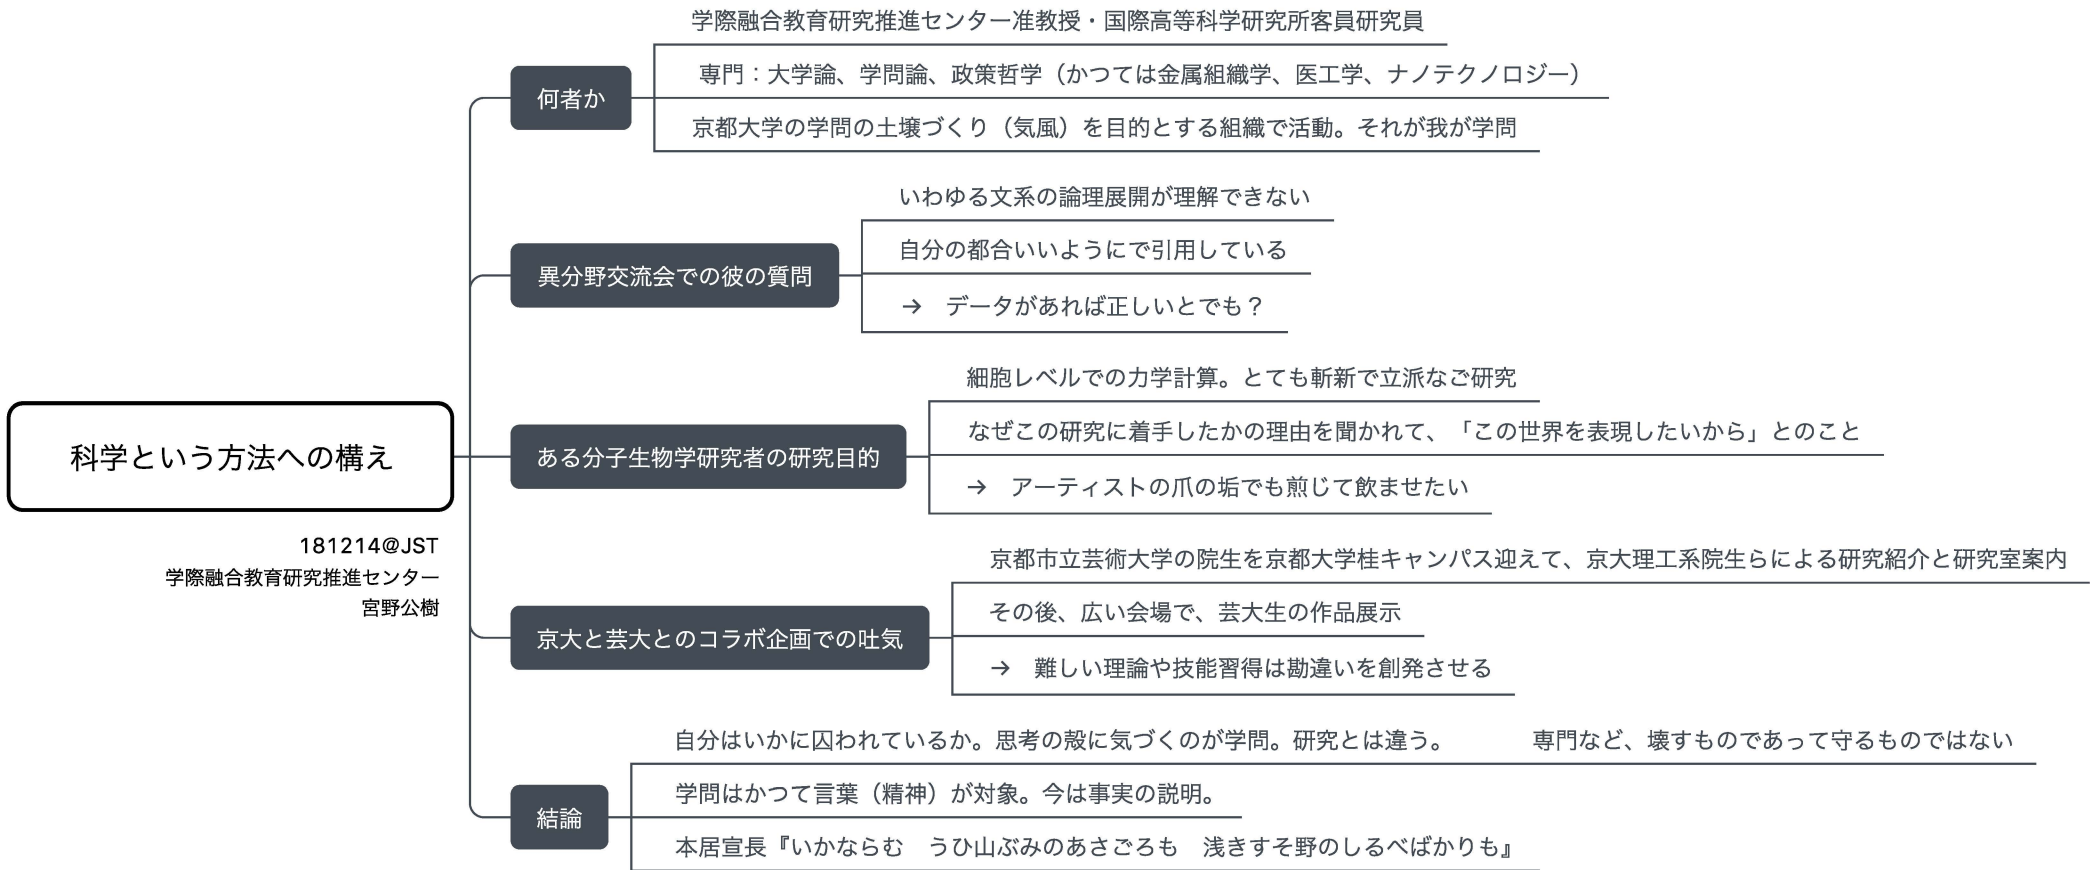 科学という方法への構え
181214@JST
学際融合教育研究推進センター
宮野公樹
何者か
学際融合教育研究推進センター准教授・国際高等科学研究所客員研究員
専門：大学論、学問論、政策哲学（かつては金属組織学、医工学、ナノテクノロジー）
京都大学の学問の土壌づくり（気風）を目的とする組織で活動。それが我が学問
異分野交流会での彼の質問
いわゆる文系の論理展開が理解できない
自分の都合いいようにで引用している
→　データがあれば正しいとでも？
ある分子生物学研究者の研究目的
細胞レベルでの力学計算。とても斬新で立派なご研究
なぜこの研究に着手したかの理由を聞かれて、「この世界を表現したいから」とのこと
→　アーティストの爪の垢でも煎じて飲ませたい
京大と芸大とのコラボ企画での吐気
京都市立芸術大学の院生を京都大学桂キャンパス迎えて、京大理工系院生らによる研究紹介と研究室案内
その後、広い会場で、芸大生の作品展示
→　難しい理論や技能習得は勘違いを創発させる
結論
自分はいかに囚われているか。思考の殻に気づくのが学問。研究とは違う。　　　専門など、壊すものであって守るものではない
学問はかつて言葉（精神）が対象。今は事実の説明。
本居宣長『いかならむ　うひ山ぶみのあさごろも　浅きすそ野のしるべばかりも』